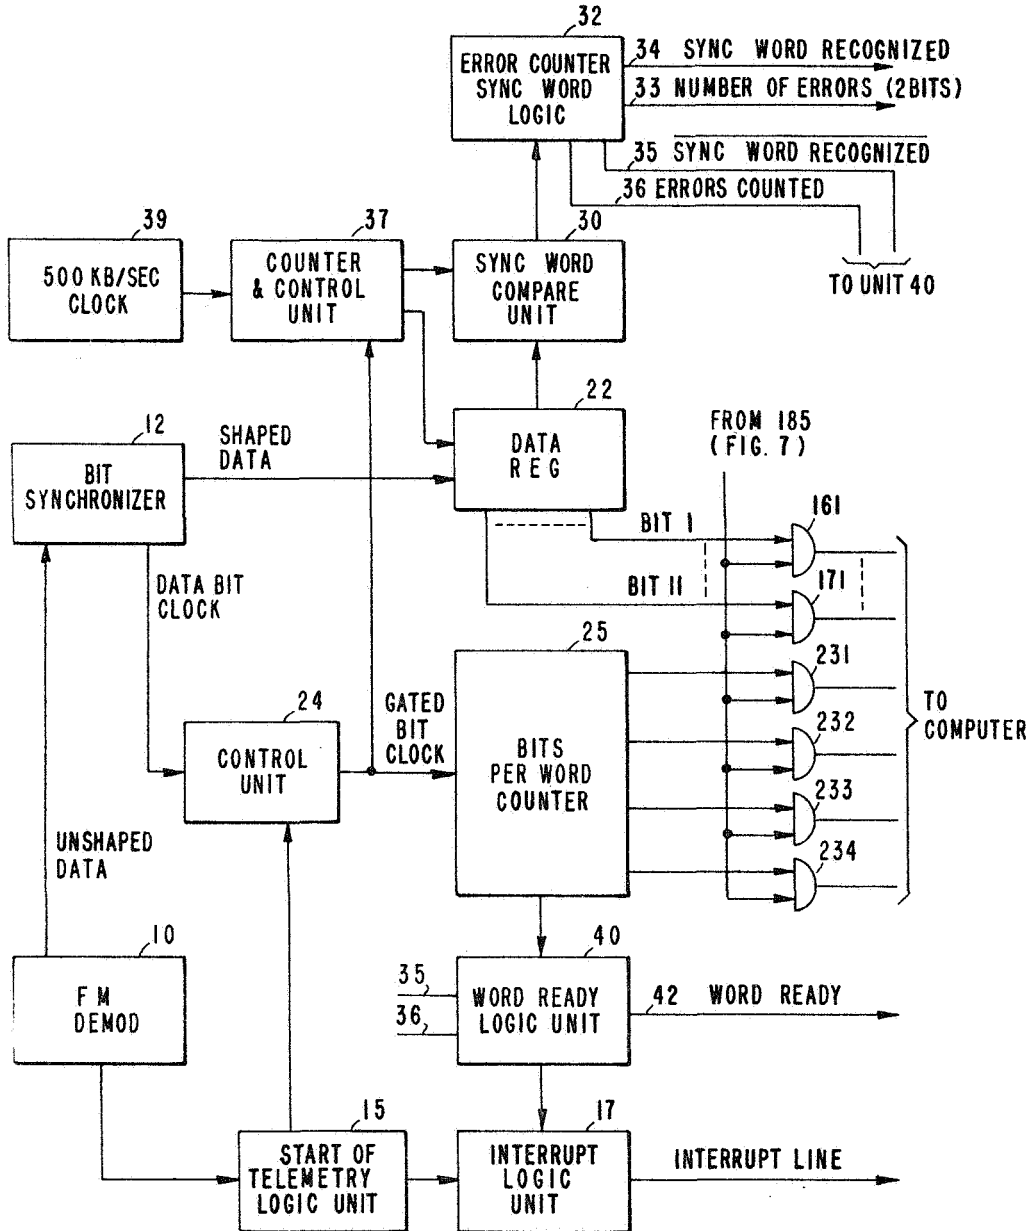 32
ERROR COUNTER
SYNC WORD
LOGIC
34 SYNC WORD RECOGNIZED
33 NUMBER OF ERRORS (2BITS)
35 SYNC WORD RECOGNIZED
36 ERRORS COUNTED
TO UNIT 40
39
500 KB/SEC
CLOCK
37
COUNTER
& CONTROL
UNIT
30
SYNC WORD
COMPARE
UNIT
12
BIT
SYNCHRONIZER
SHAPED
DATA
22
DATA
REG
FROM 185
(FIG. 7)
BIT I
161
BIT II
171
DATA BIT
CLOCK
24
CONTROL
UNIT
GATED
BIT
CLOCK
25
BITS
PER WORD
COUNTER
231
232
233
234
TO
COMPUTER
UNSHAPED
DATA
10
FM
DEMOD
35
36
40
WORD READY
LOGIC UNIT
42 WORD READY
15
START OF
TELEMETRY
LOGIC UNIT
17
INTERRUPT
LOGIC
UNIT
INTERRUPT LINE